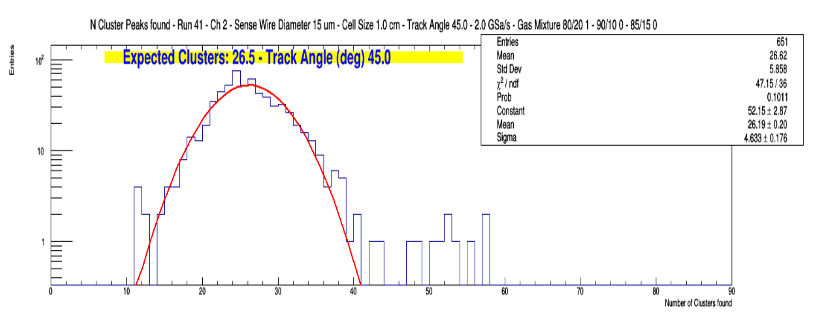 N Cluster Peaks found - Run 41 - Ch 2 - Sense Wire Diameter 15 um - Cell Size 1.0 cm - Track Angle 45.0 - 2.0 GSa/s - Gas Mixture 80/20 1 - 90/10 0 - 85/15 0
Entries
Expected Clusters: 26.5 - Track Angle (deg) 45.0
Entries 651
Mean 26.62
Std Dev 5.858
χ² / ndf 47.15 / 36
Prob 0.1011
Constant 52.15 ± 2.87
Mean 26.19 ± 0.20
Sigma 4.633 ± 0.176
10²
10
1
0 10 20 30 40 50 60 70 80 90
Number of Clusters found